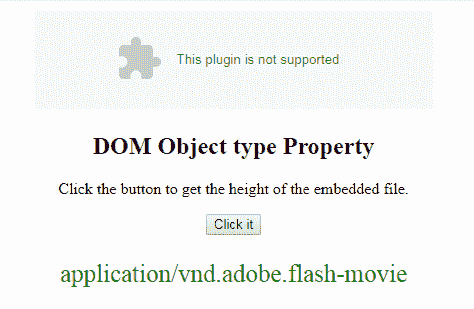 This plugin is not supported
DOM Object type Property
Click the button to get the height of the embedded file.
Click it
application/vnd.adobe.flash-movie